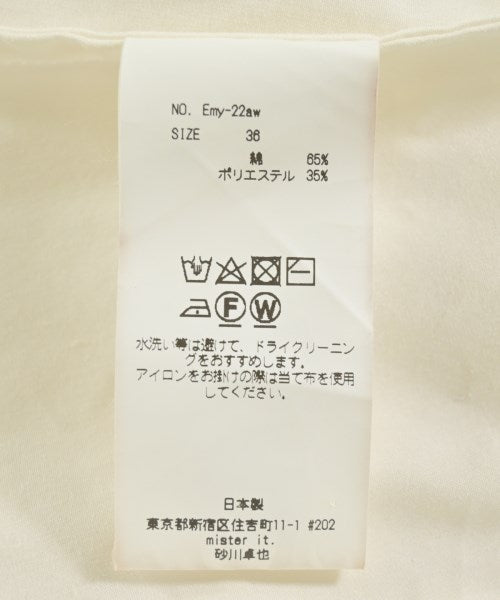 NO. Emy-22aw
SIZE 36
綿 65%
ポリエステル 35%
F W
水洗い等は避けて、ドライクリーニン
グをおすすめします。
アイロンをお掛けの際は当て布を使用
してください。
日本製
東京都新宿区住吉町11-1 #202
mister it.
砂川卓也